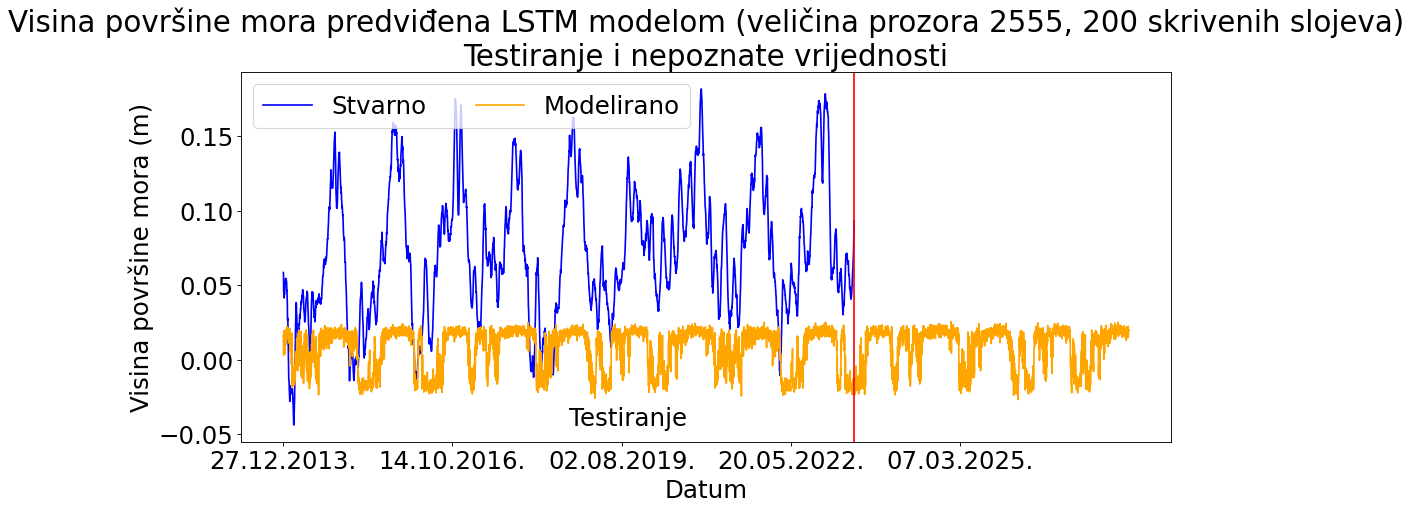 Visina površine mora predviđena LSTM modelom (veličina prozora 2555, 200 skrivenih slojeva)
Testiranje i nepoznate vrijednosti
Stvarno Modelirano
Visina površine mora (m)
0.15
0.10
0.05
0.00
−0.05
Testiranje
27.12.2013. 14.10.2016. 02.08.2019. 20.05.2022. 07.03.2025.
Datum